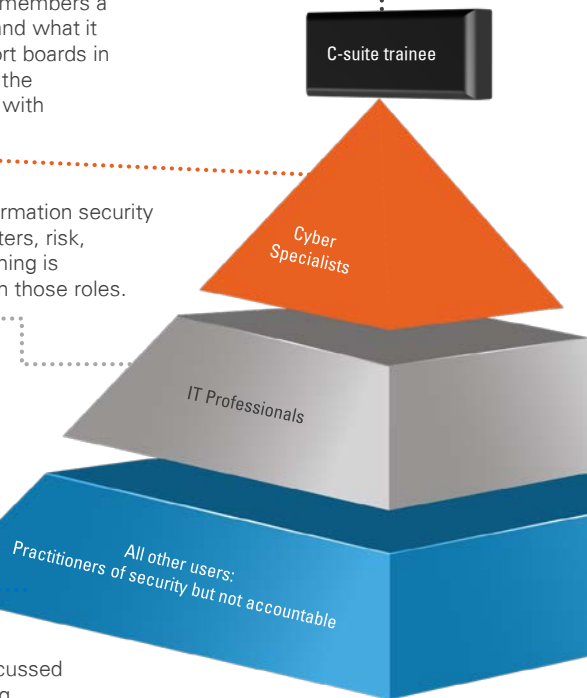 members a
and what it
ort boards in
the
with
C-suite trainee
Cyber
Specialists
rmation security
ters, risk,
ning is
n those roles.
IT Professionals
All other users:
Practitioners of security but not accountable
cussed